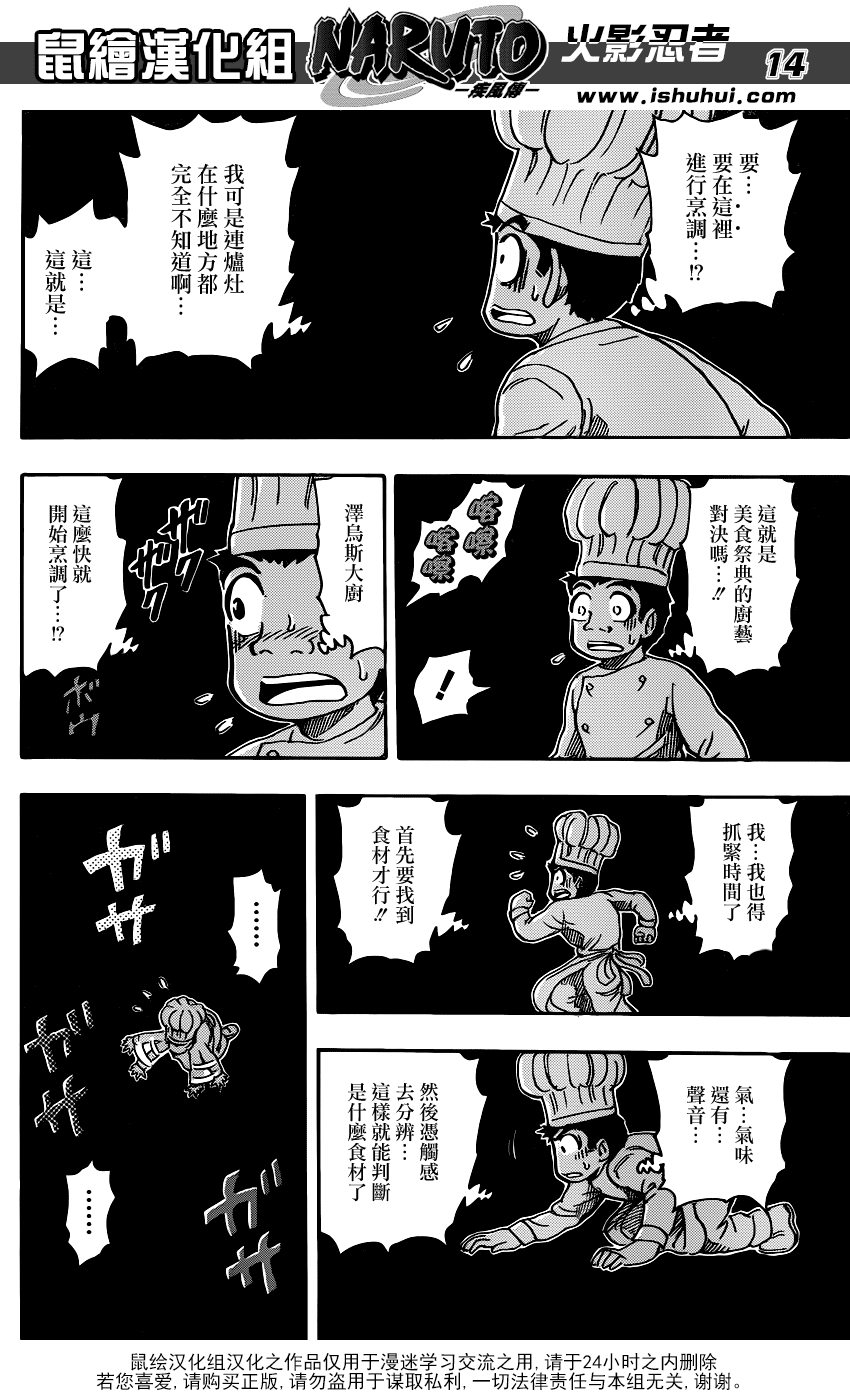 鼠繪漢化組
NARUTO
-疾風傳-
火影忍者
14
www.ishuhui.com
要…
要在這裡
進行烹調…!?
我可是連爐灶
在什麼地方都
完全不知道啊…
這…
這就是…
這就是
美食祭典的廚藝
對決嗎…!!
!
澤烏斯大廚
ザザ
ザク
這麼快就
開始烹調了…!?
ボウ
我…我也得
抓緊時間了
首先要找到
食材才行!!
氣…氣味
還有…
聲音…
然後憑觸感
去分辨…
這樣就能判斷
是什麼食材了
ガサ
……
ガサ
……
ガサ
鼠绘汉化组汉化之作品仅用于漫迷学习交流之用,请于24小时之内删除
若您喜爱,请购买正版,请勿盗用于谋取私利,一切法律责任与本组无关,谢谢。